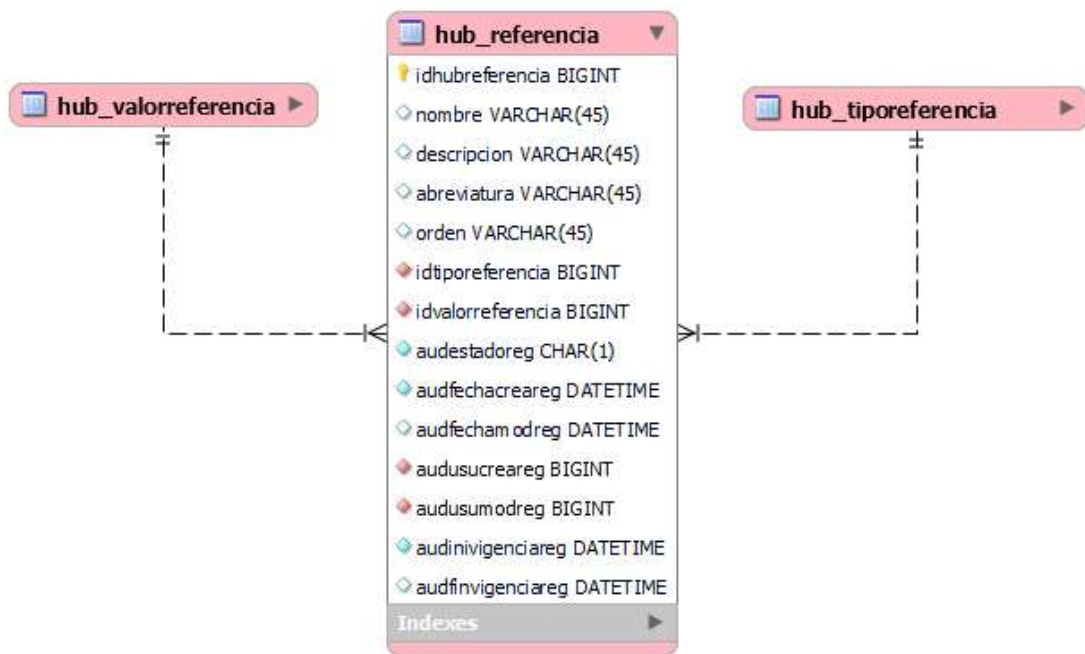 hub_referencia
idhubreferencia BIGINT
nombre VARCHAR(45)
descripcion VARCHAR(45)
abreviatura VARCHAR(45)
orden VARCHAR(45)
idtiporeferencia BIGINT
idvalorreferencia BIGINT
audestadoreg CHAR(1)
audfechacreareg DATETIME
audfechamodreg DATETIME
audusucreareg BIGINT
audusumodreg BIGINT
audinivigenciareg DATETIME
audfinvigenciareg DATETIME
Indexes
hub_valorreferencia
hub_tiporeferencia